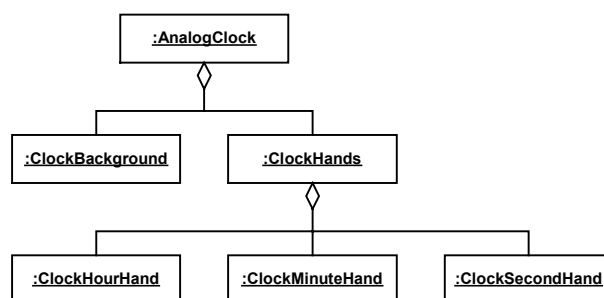 :AnalogClock
:ClockBackground
:ClockHands
:ClockHourHand
:ClockMinuteHand
:ClockSecondHand